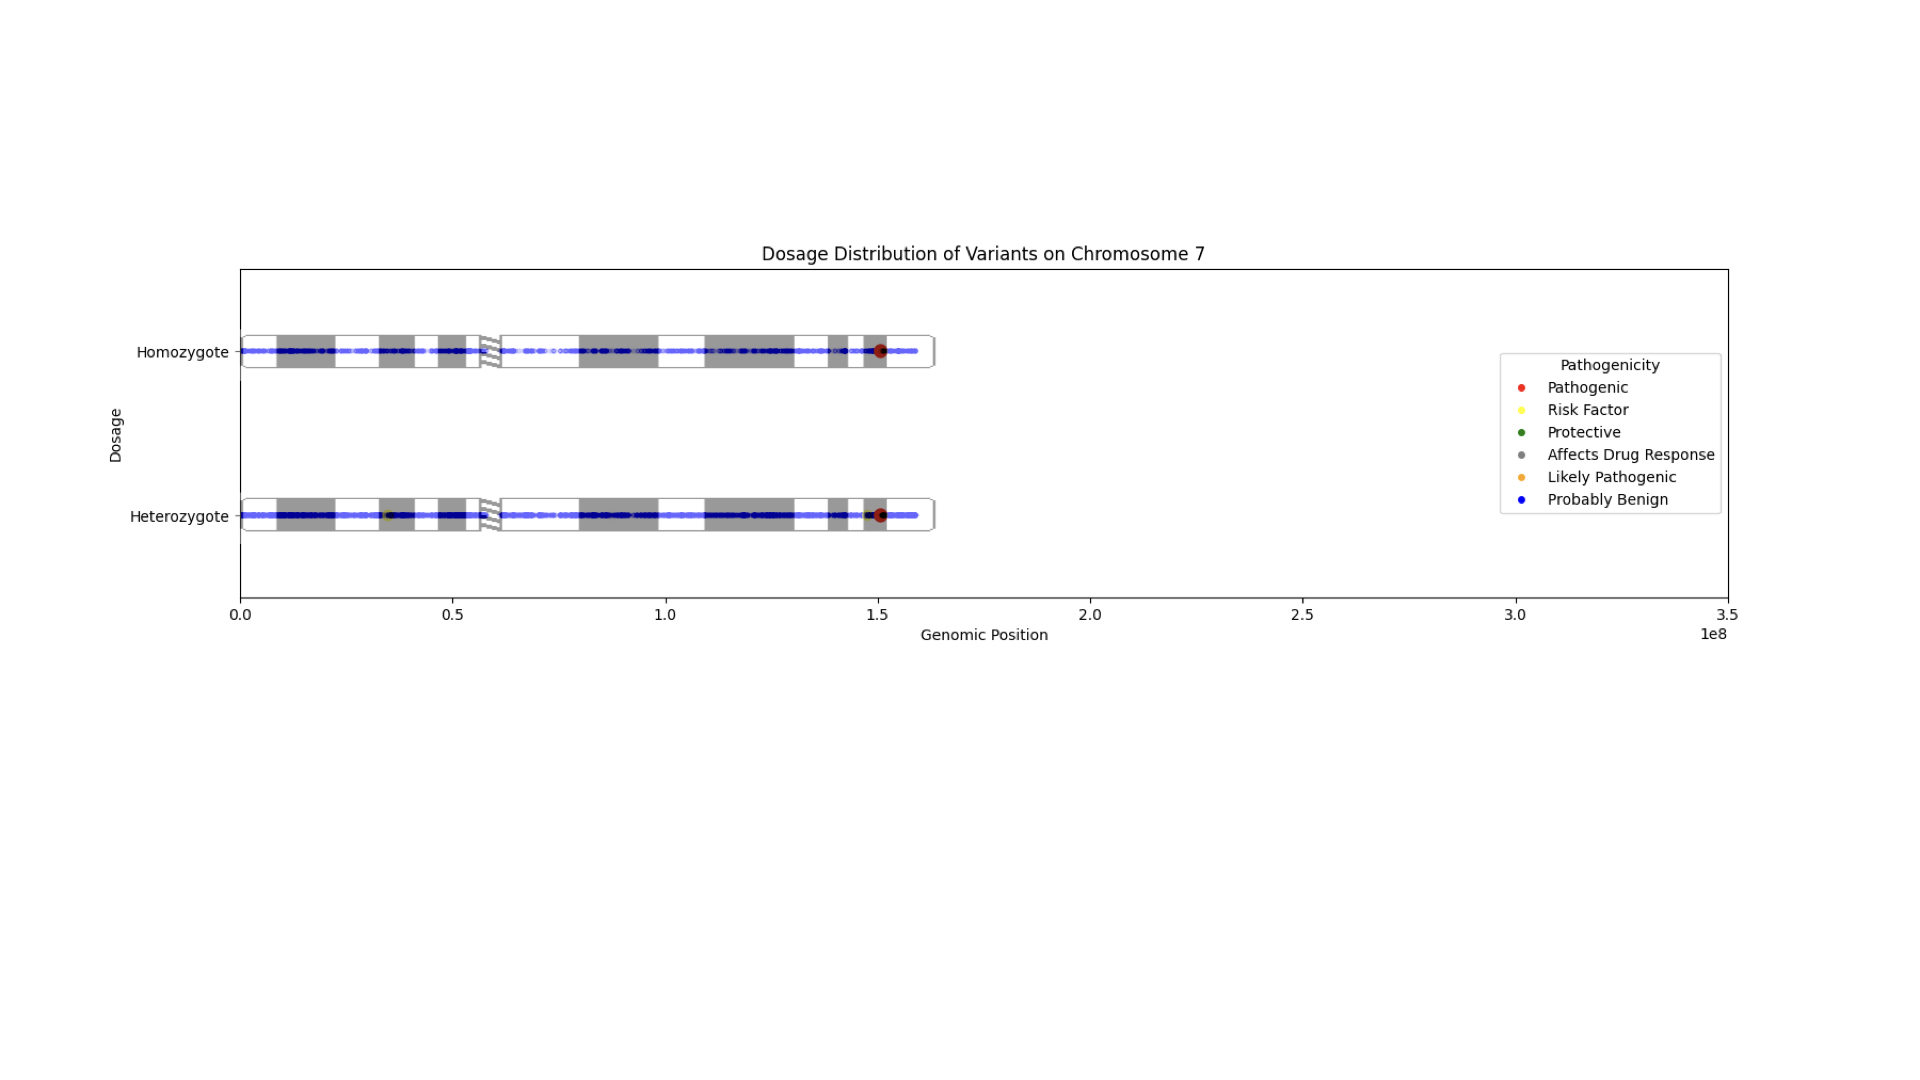 Dosage Distribution of Variants on Chromosome 7
Homozygote
Heterozygote
Dosage
Pathogenicity
Pathogenic
Risk Factor
Protective
Affects Drug Response
Likely Pathogenic
Probably Benign
0.0 0.5 1.0 1.5 2.0 2.5 3.0 3.5
Genomic Position
1e8